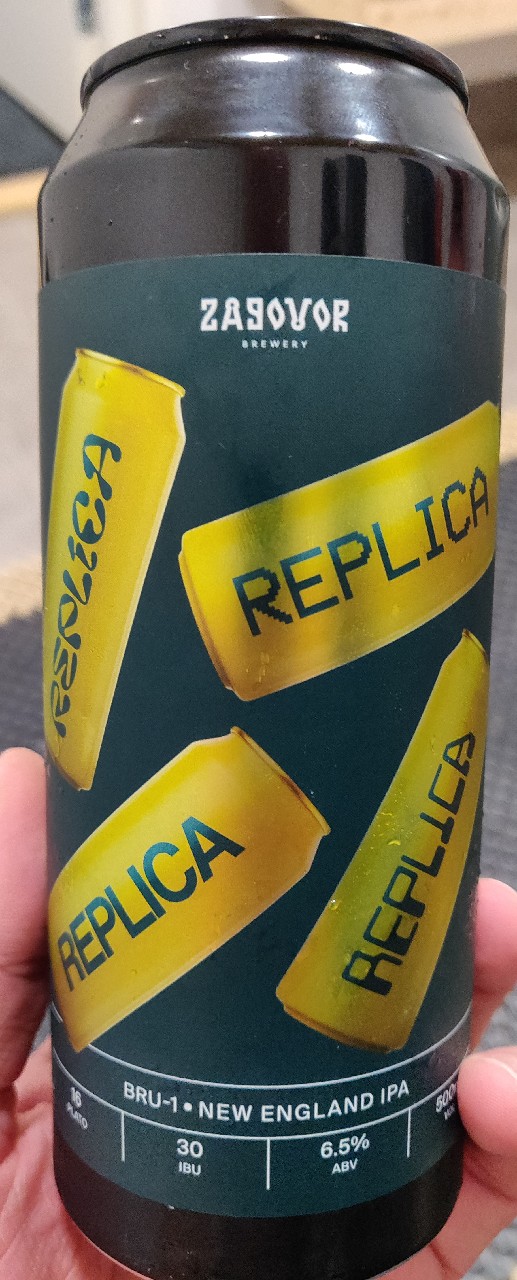 ZAGOVOR
BREWERY
REPLICA
REPLICA
REPLICA
REPLICA
BRU-1 • NEW ENGLAND IPA
16
PLATO
30
IBU
6.5%
ABV